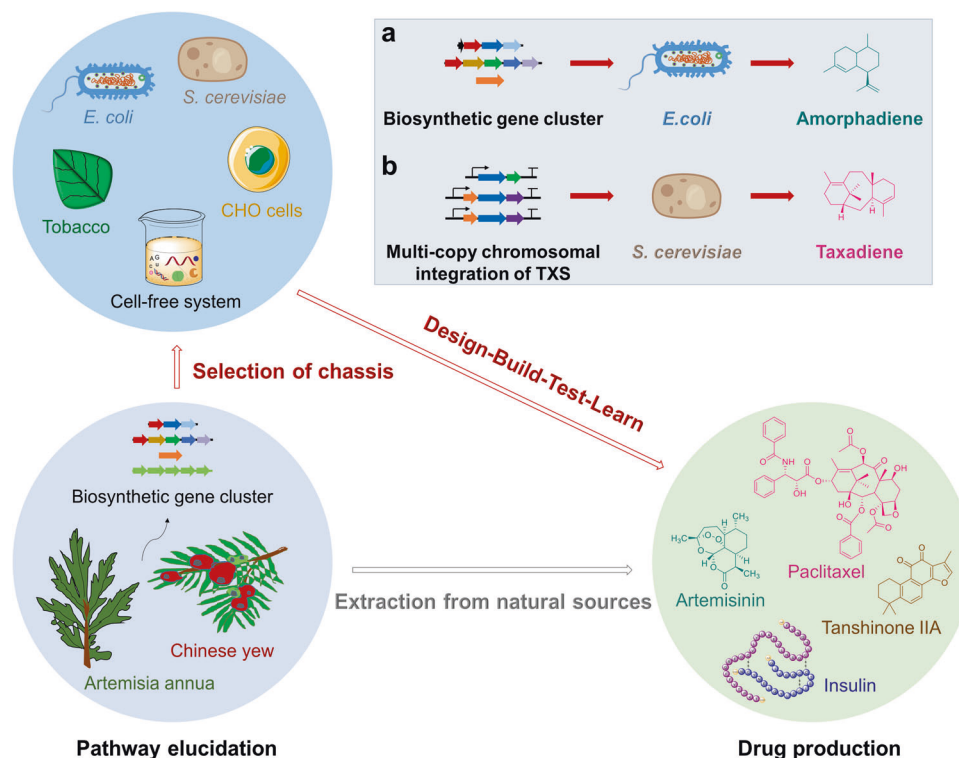 E. coli
S. cerevisiae
Tobacco
CHO cells
Cell-free system
a
Biosynthetic gene cluster
E.coli
Amorphadiene
b
Multi-copy chromosomal
integration of TXS
S. cerevisiae
Taxadiene
Selection of chassis
Design-Build-Test-Learn
Biosynthetic gene cluster
Chinese yew
Artemisia annua
Extraction from natural sources
Paclitaxel
Artemisinin
Tanshinone IIA
Insulin
Pathway elucidation
Drug production